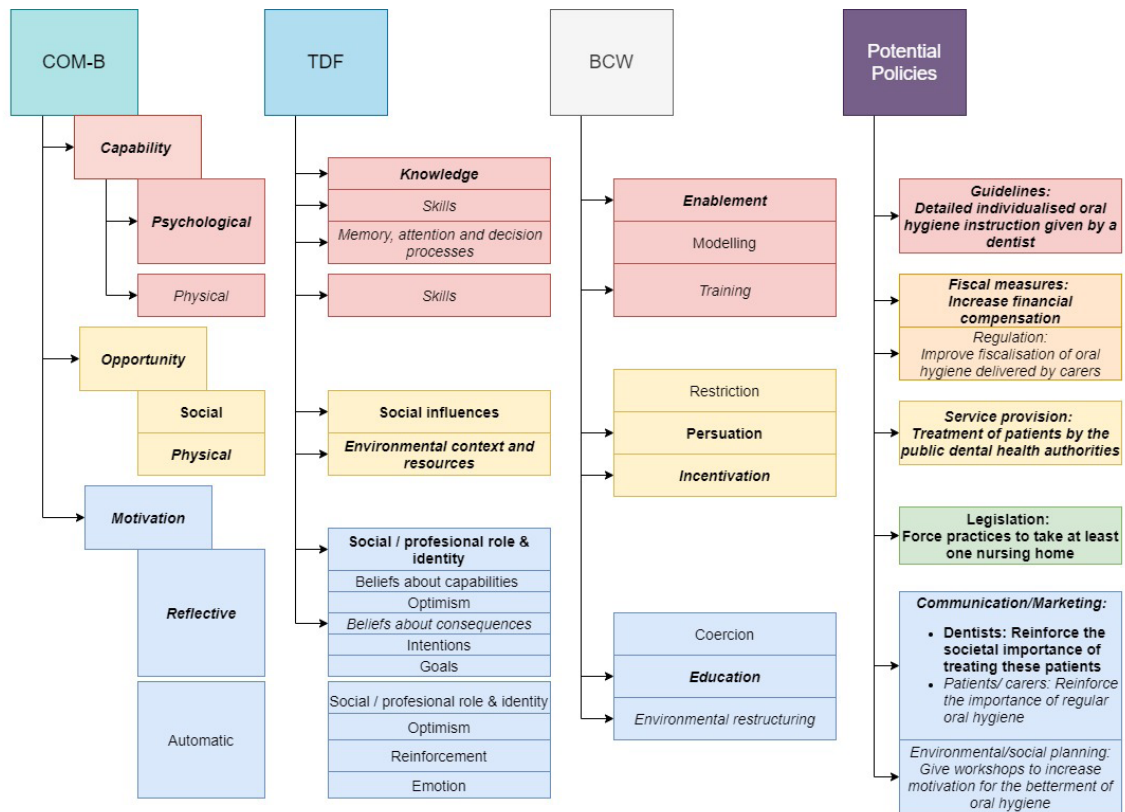 COM-B
TDF
BCW
Potential
Policies
Capability
Psychological
Physical
Opportunity
Social
Physical
Motivation
Reflective
Automatic
Knowledge
Skills
Memory, attention and decision
processes
Skills
Social influences
Environmental context and
resources
Social / profesional role &
identity
Beliefs about capabilities
Optimism
Beliefs about consequences
Intentions
Goals
Social / profesional role & identity
Optimism
Reinforcement
Emotion
Enablement
Modelling
Training
Restriction
Persuation
Incentivation
Coercion
Education
Environmental restructuring
Guidelines:
Detailed individualised oral
hygiene instruction given by a
dentist
Fiscal measures:
Increase financial
compensation
Regulation:
Improve fiscalisation of oral
hygiene delivered by carers
Service provision:
Treatment of patients by the
public dental health authorities
Legislation:
Force practices to take at least
one nursing home
Communication/Marketing:
• Dentists: Reinforce the
societal importance of
treating these patients
• Patients/ carers: Reinforce
the importance of regular
oral hygiene
Environmental/social planning:
Give workshops to increase
motivation for the betterment of
oral hygiene